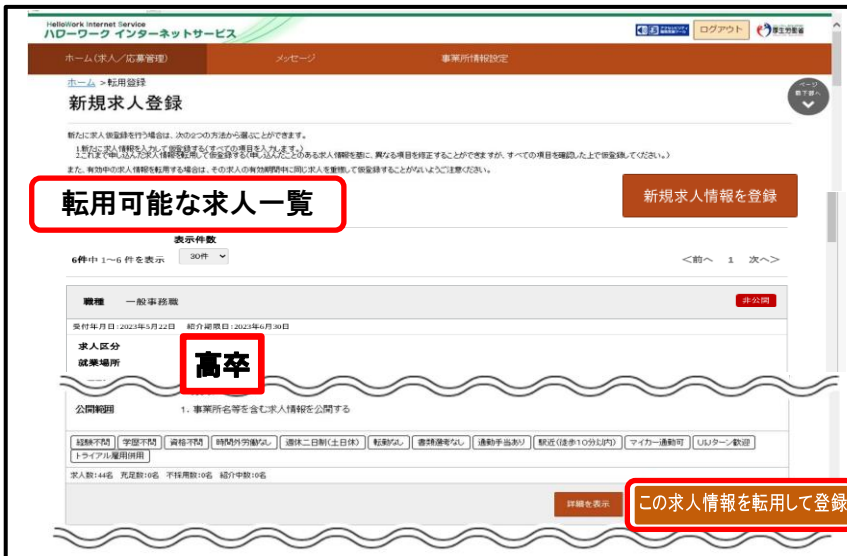 HelloWork Internet Service
ハローワーク インターネットサービス
ログアウト
厚生労働省
ホーム(求人／応募管理)
メッセージ
事業所情報設定
ホーム >転用登録
新規求人登録
新たに求人仮登録を行う場合は、次の2つの方法から選ぶことができます。
1.新たに求人情報を入力して仮登録する(すべての項目を入力します。)
2.これまで申し込んだ求人情報を転用して仮登録する(申し込んだことのある求人情報を基に、異なる項目を修正することができますが、すべての項目を確認した上で仮登録してください。)
また、有効中の求人情報を転用する場合は、その求人の有効期間中に同じ求人を重複して仮登録することがないようご注意ください。
転用可能な求人一覧
新規求人情報を登録
表示件数
6件中 1～6 件を表示
30件
＜前へ 1 次へ＞
職種 一般事務職
非公開
受付年月日:2023年5月22日 紹介期限日:2023年6月30日
求人区分
高卒
就業場所
公開範囲
1. 事業所名等を含む求人情報を公開する
経験不問 学歴不問 資格不問 時間外労働なし 週休二日制(土日休) 転勤なし 書類選考なし 通勤手当あり 駅近(徒歩10分以内) マイカー通勤可 UIJターン歓迎
トライアル雇用併用
求人数:44名 充足数:0名 不採用数:0名 紹介中数:0名
詳細を表示
この求人情報を転用して登録